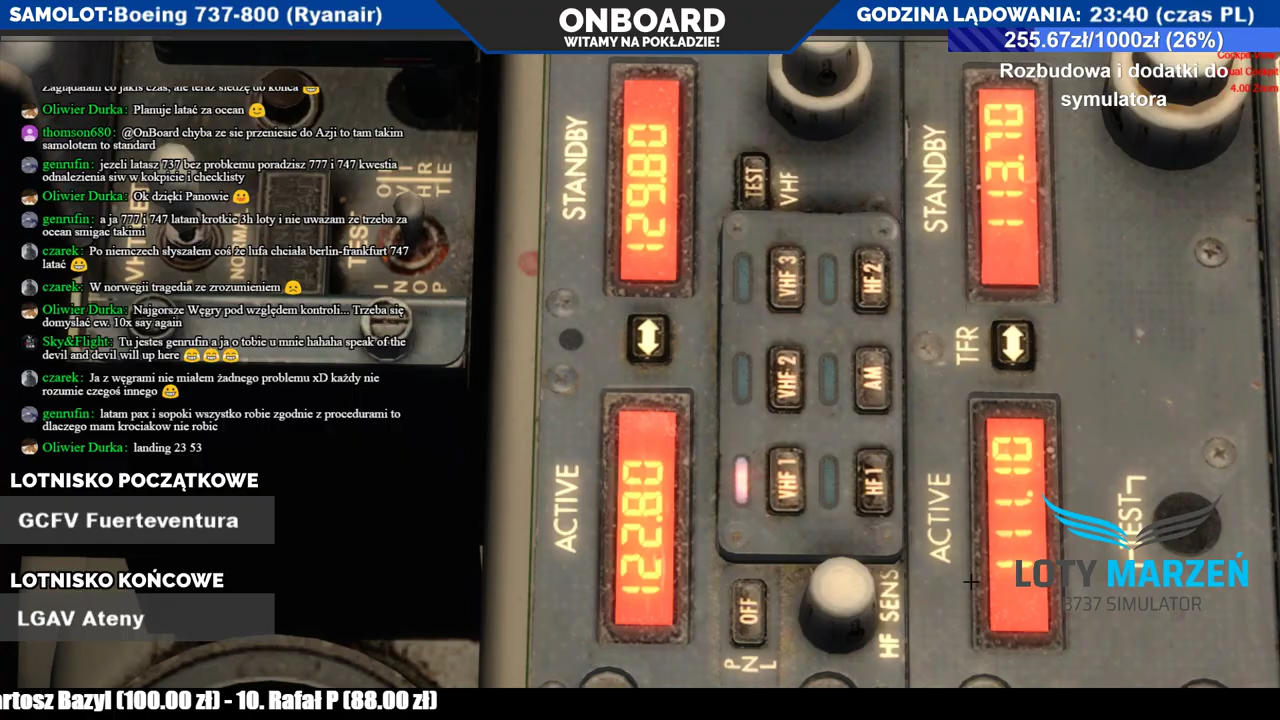 SAMOLOT:Boeing 737-800 (Ryanair)
ONBOARD
WITAMY NA POKŁADZIE!
GODZINA LĄDOWANIA: 23:40 (czas PL)
255.67zł/1000zł (26%)
Rozbudowa i dodatki do
symulatora
4.00 Zoom
Zaglądałam co jakiś czas, ale teraz siedzę do końca
Oliwier Durka: Planuje latać za ocean
thomson680: @OnBoard chyba ze sie przeniesie do Azji to tam takim
samolotem to standard
genrufin: jezeli latasz 737 bez probkemu poradzisz 777 i 747 kwestia
odnalezienia siw w kokpicie i checklisty
Oliwier Durka: Ok dzięki Panowie
genrufin: a ja 777 i 747 latam krotkie 3h loty i nie uwazam że trzeba za
ocean smigac takimi
czarek: Po niemczech słyszałem coś że lufa chciała berlin-frankfurt 747
latać
czarek: W norwegii tragedia ze zrozumieniem
Oliwier Durka: Najgorsze Węgry pod względem kontroli... Trzeba się
domyślać ew. 10x say again
Sky&Flight: Tu jestes genrufin a ja o tobie u mnie hahaha speak of the
devil and devil will up here
czarek: Ja z węgrami nie miałem żadnego problemu xD każdy nie
rozumie czegoś innego
genrufin: latam pax i sopoki wszystko robie zgodnie z procedurami to
dlaczego mam krociakow nie robic
Oliwier Durka: landing 23 53
LOTNISKO POCZĄTKOWE
GCFV Fuerteventura
LOTNISKO KOŃCOWE
LGAV Ateny
STANDBY
129.80
TEST
VHF
STANDBY
113.70
VHF 3
HF 2
TFR
VHF 2
AM
ACTIVE
122.80
VHF 1
HF 1
ACTIVE
111.10
TEST
OFF
PNL
HF SENS
LOTY MARZEŃ
B737 SIMULATOR
artosz Bazyl (100.00 zł) - 10. Rafał P (88.00 zł)